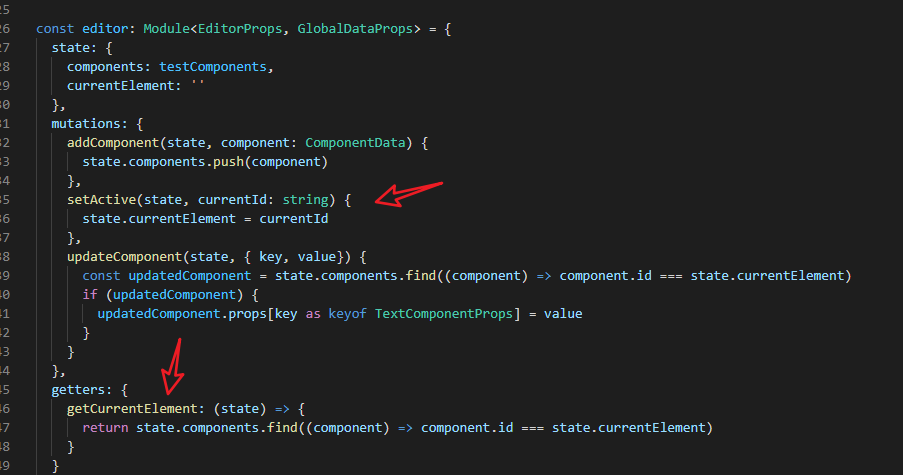 25
26 const editor: Module<EditorProps, GlobalDataProps> = {
27 state: {
28 components: testComponents,
29 currentElement: ''
30 },
31 mutations: {
32 addComponent(state, component: ComponentData) {
33 state.components.push(component)
34 },
35 setActive(state, currentId: string) {
36 state.currentElement = currentId
37 },
38 updateComponent(state, { key, value}) {
39 const updatedComponent = state.components.find((component) => component.id === state.currentElement)
40 if (updatedComponent) {
41 updatedComponent.props[key as keyof TextComponentProps] = value
42 }
43 }
44 },
45 getters: {
46 getCurrentElement: (state) => {
47 return state.components.find((component) => component.id === state.currentElement)
48 }
49 }